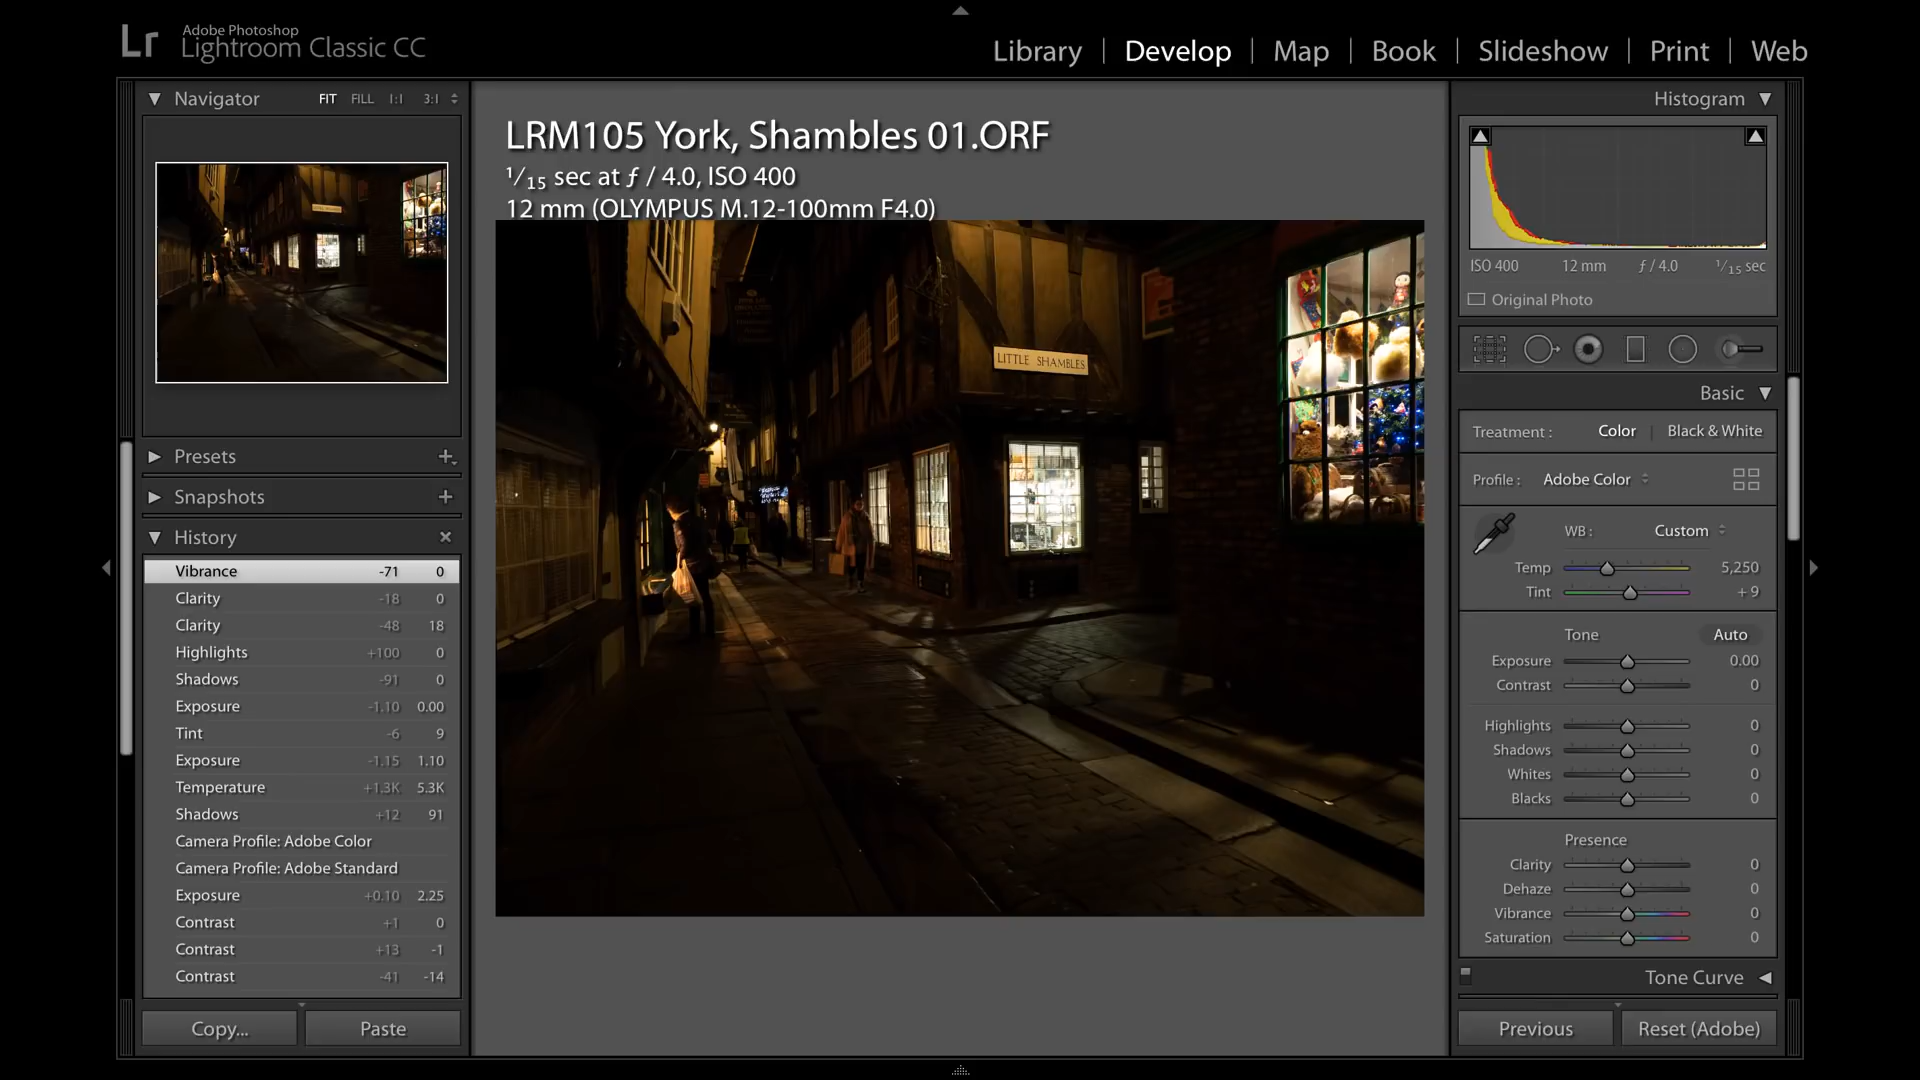 Lr
Adobe Photoshop
Lightroom Classic CC
Library | Develop | Map | Book | Slideshow | Print | Web
Navigator FIT FILL 1:1 3:1
Presets
Snapshots
History
Vibrance -71 0
Clarity -18 0
Clarity -48 18
Highlights +100 0
Shadows -91 0
Exposure -1.10 0.00
Tint -6 9
Exposure -1.15 1.10
Temperature +1.3K 5.3K
Shadows +12 91
Camera Profile: Adobe Color
Camera Profile: Adobe Standard
Exposure +0.10 2.25
Contrast +1 0
Contrast +13 -1
Contrast -41 -14
Copy... Paste
LRM105 York, Shambles 01.ORF
1/15 sec at ƒ / 4.0, ISO 400
12 mm (OLYMPUS M.12-100mm F4.0)
LITTLE SHAMBLES
Histogram
ISO 400 12 mm ƒ / 4.0 1/15 sec
Original Photo
Basic
Treatment : Color | Black & White
Profile : Adobe Color
WB : Custom
Temp 5,250
Tint + 9
Tone Auto
Exposure 0.00
Contrast 0
Highlights 0
Shadows 0
Whites 0
Blacks 0
Presence
Clarity 0
Dehaze 0
Vibrance 0
Saturation 0
Tone Curve
Previous Reset (Adobe)